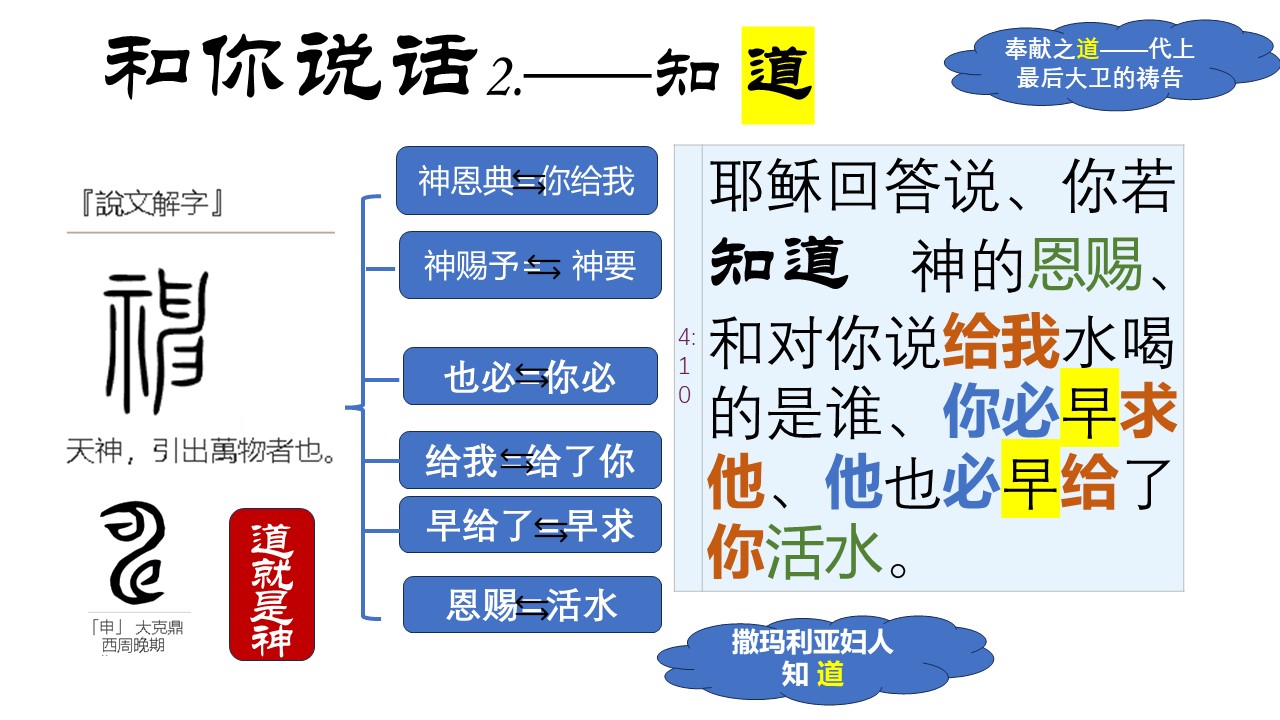 和你说话2.——知 道
奉献之道——代上
最后大卫的祷告
『說文解字』
天神，引出萬物者也。
「申」 大克鼎
西周晚期
道就是神
神恩典=你给我
神赐予= 神要
也必=你必
给我=给了你
早给了=早求
恩赐=活水
4:
1
0
耶稣回答说、你若
知道 神的恩赐、
和对你说给我水喝
的是谁、你必早求
他、他也必早给了
你活水。
撒玛利亚妇人
知 道